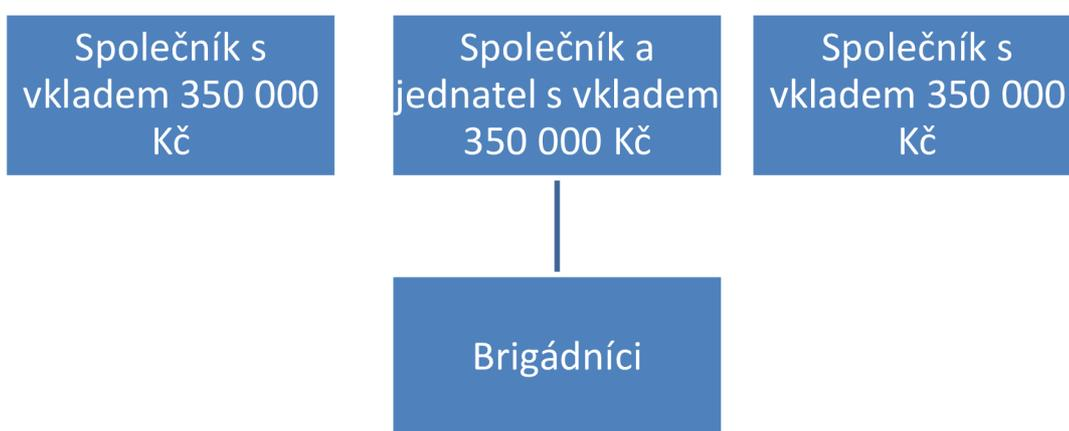 Společník s
vkladem 350 000
Kč
Společník a
jednatel s vkladem
350 000 Kč
Společník s
vkladem 350 000
Kč
Brigádníci